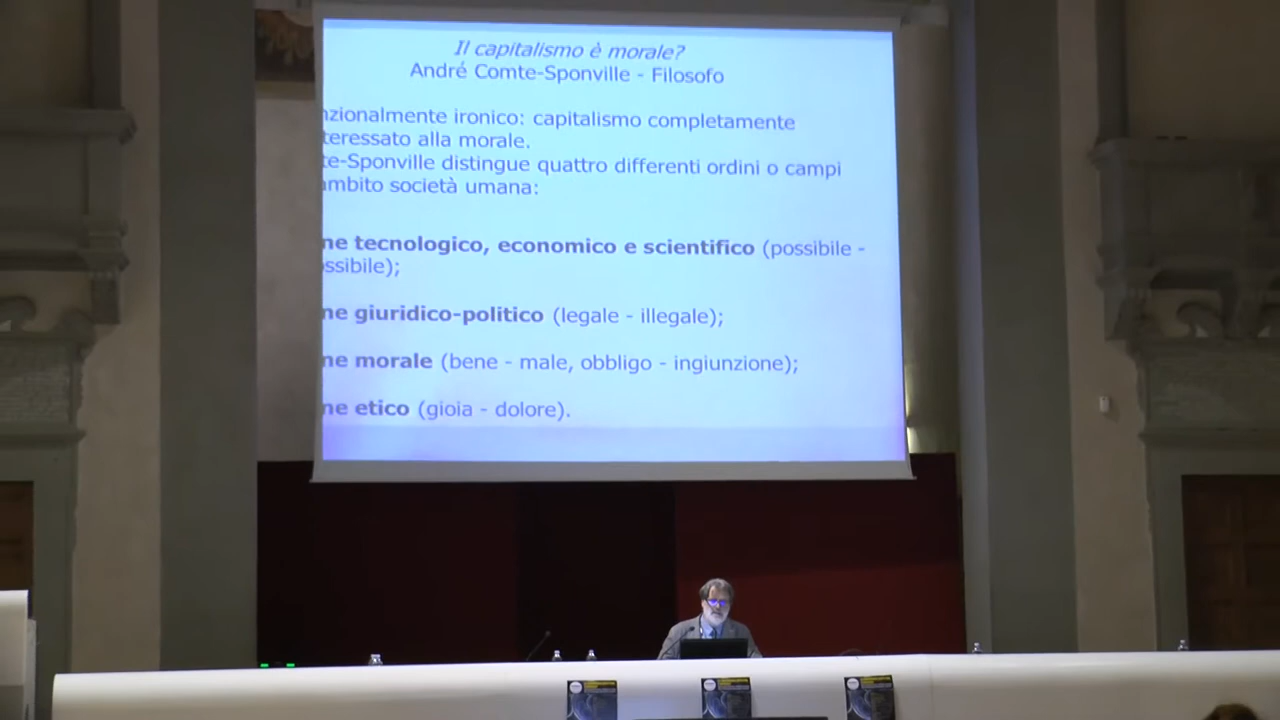 Il capitalismo è morale?
André Comte-Sponville - Filosofo
nzionalmente ironico: capitalismo completamente
teressato alla morale.
te-Sponville distingue quattro differenti ordini o campi
mbito società umana:
ne tecnologico, economico e scientifico (possibile -
ssibile);
ne giuridico-politico (legale - illegale);
ne morale (bene - male, obbligo - ingiunzione);
ne etico (gioia - dolore).